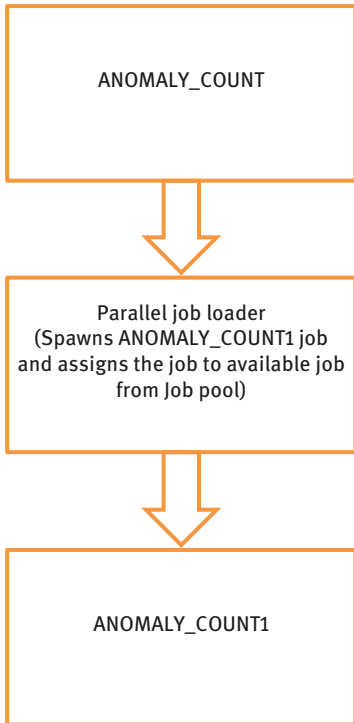 ANOMALY_COUNT
Parallel job loader
(Spawns ANOMALY_COUNT1 job
and assigns the job to available job
from Job pool)
ANOMALY_COUNT1